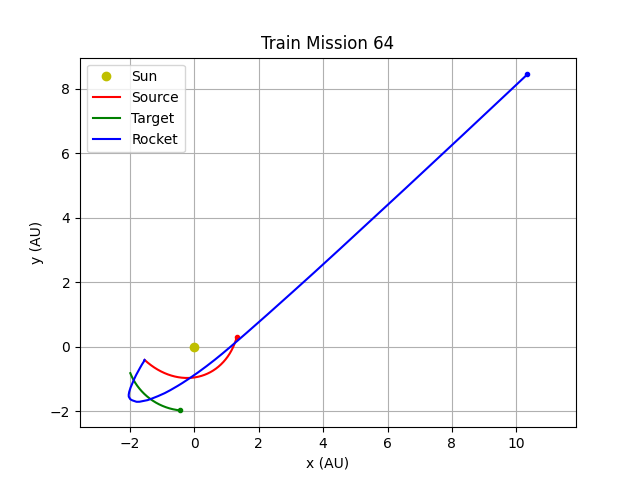 Train Mission 64
Sun
Source
Target
Rocket
8
6
4
2
0
−2
y (AU)
−2
0
2
4
6
8
10
x (AU)